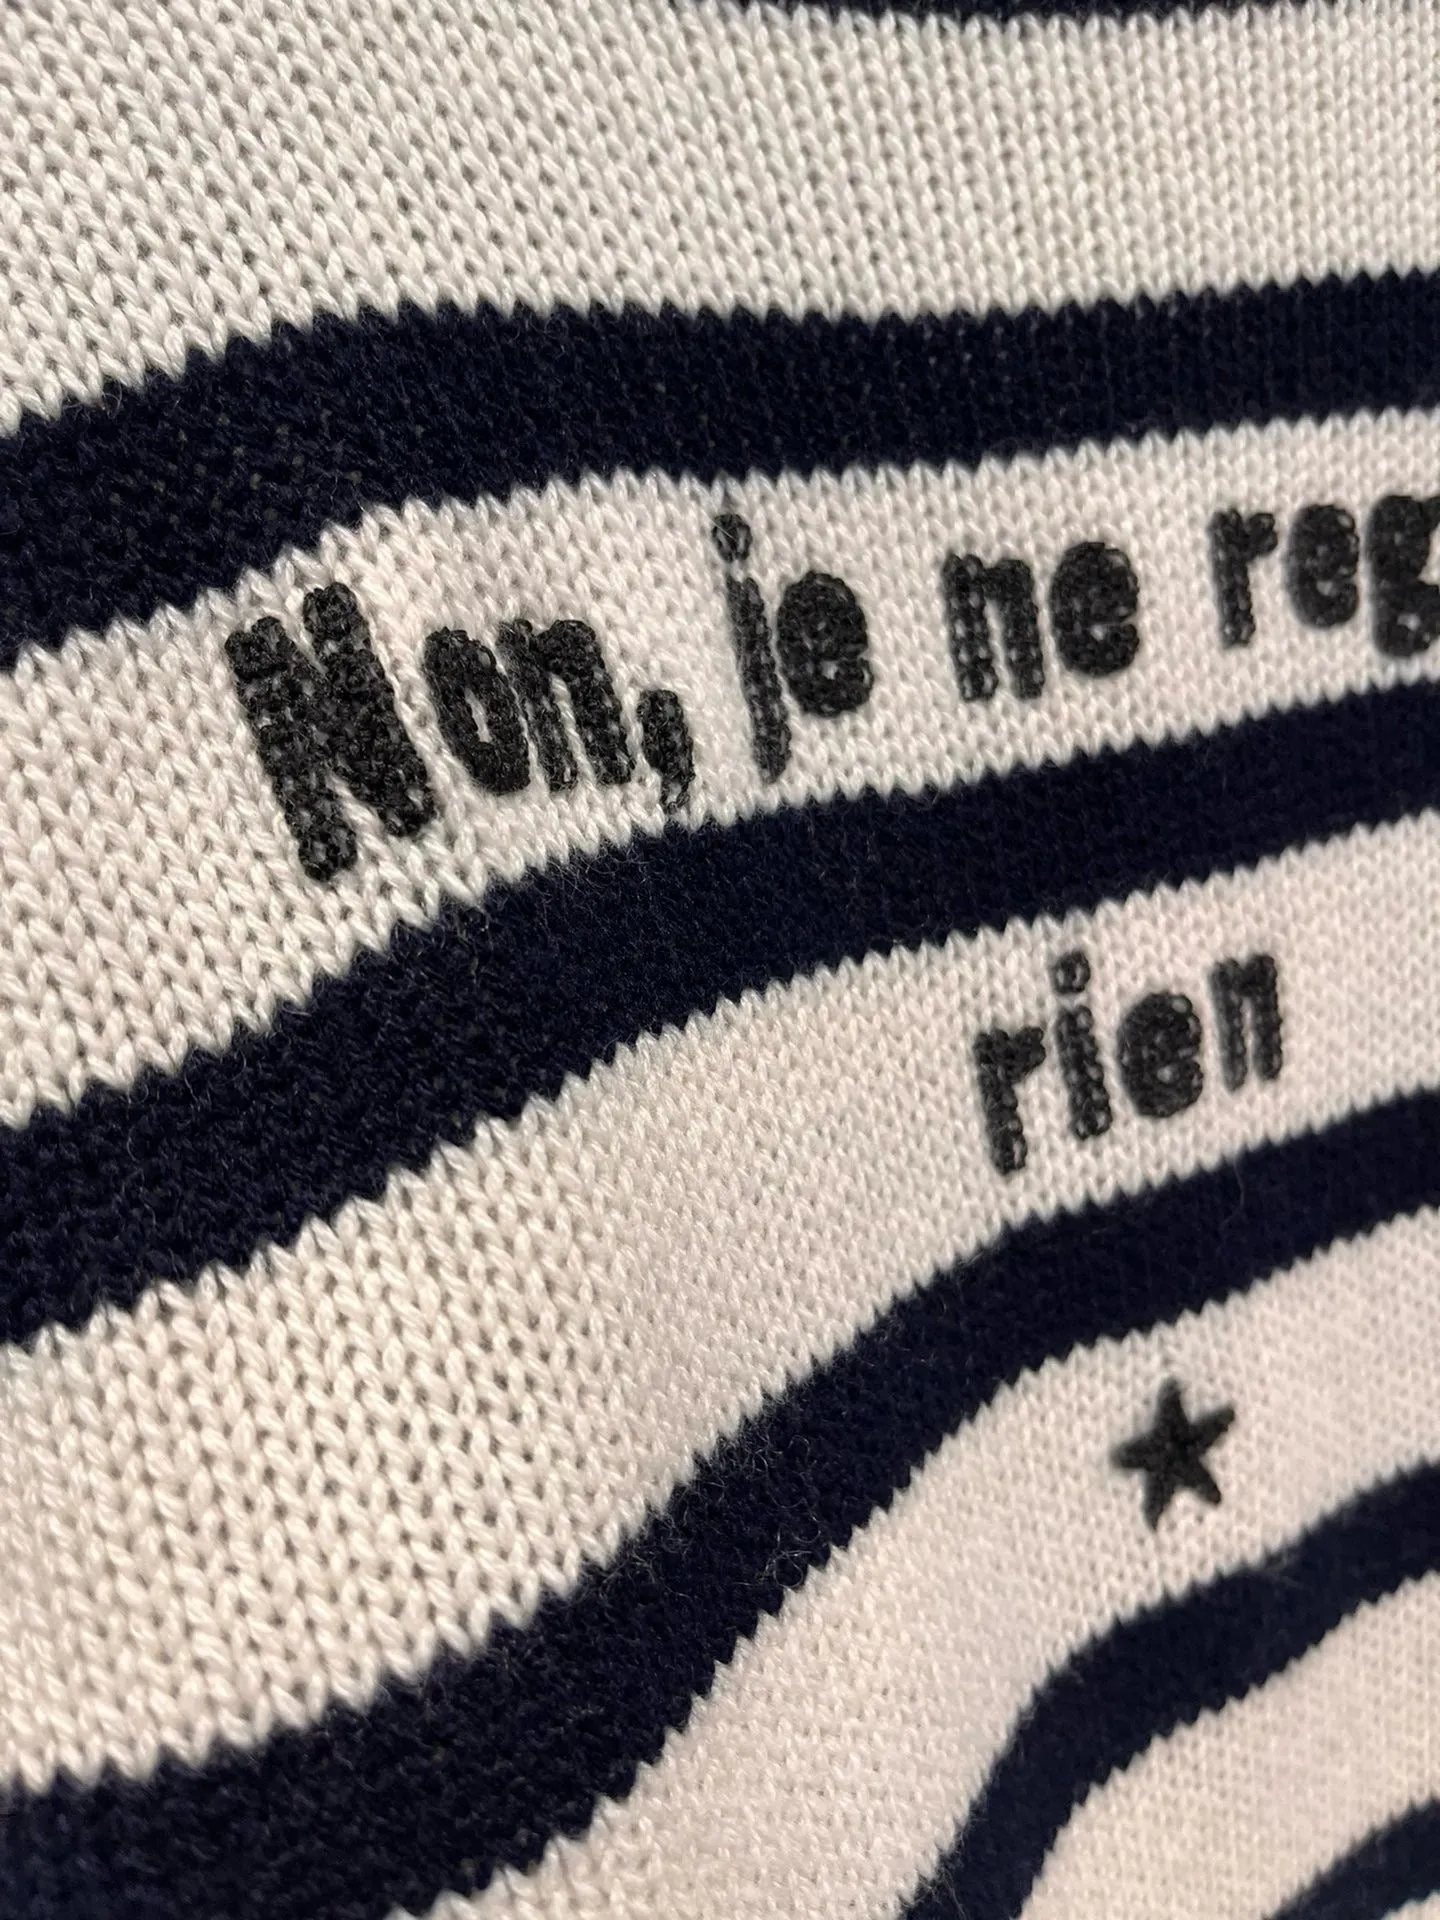 Non, je ne reg
rien